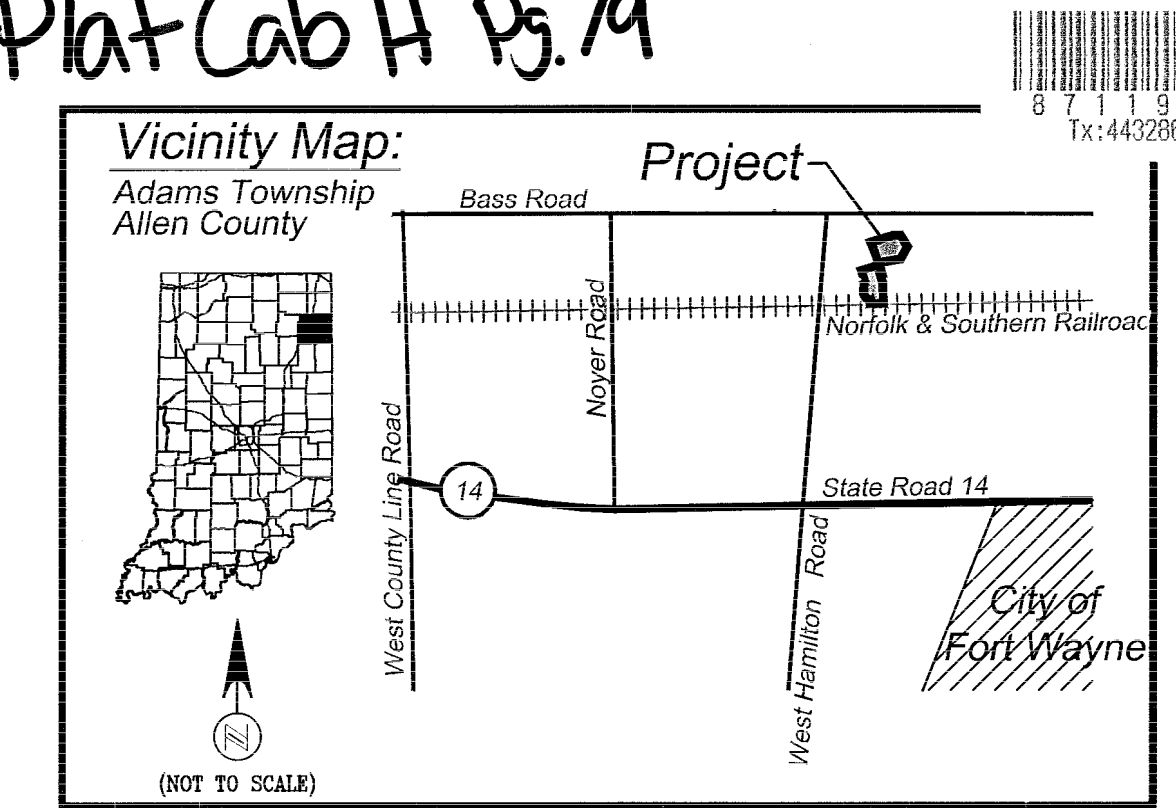 Plat Cab H Pg. 19
8 7 1 1 9
Tx:443286
Vicinity Map:
Adams Township
Allen County
Project
Bass Road
Noyer Road
Norfolk & Southern Railroad
West County Line Road
14
State Road 14
West Hamilton Road
City of
Fort Wayne
(NOT TO SCALE)